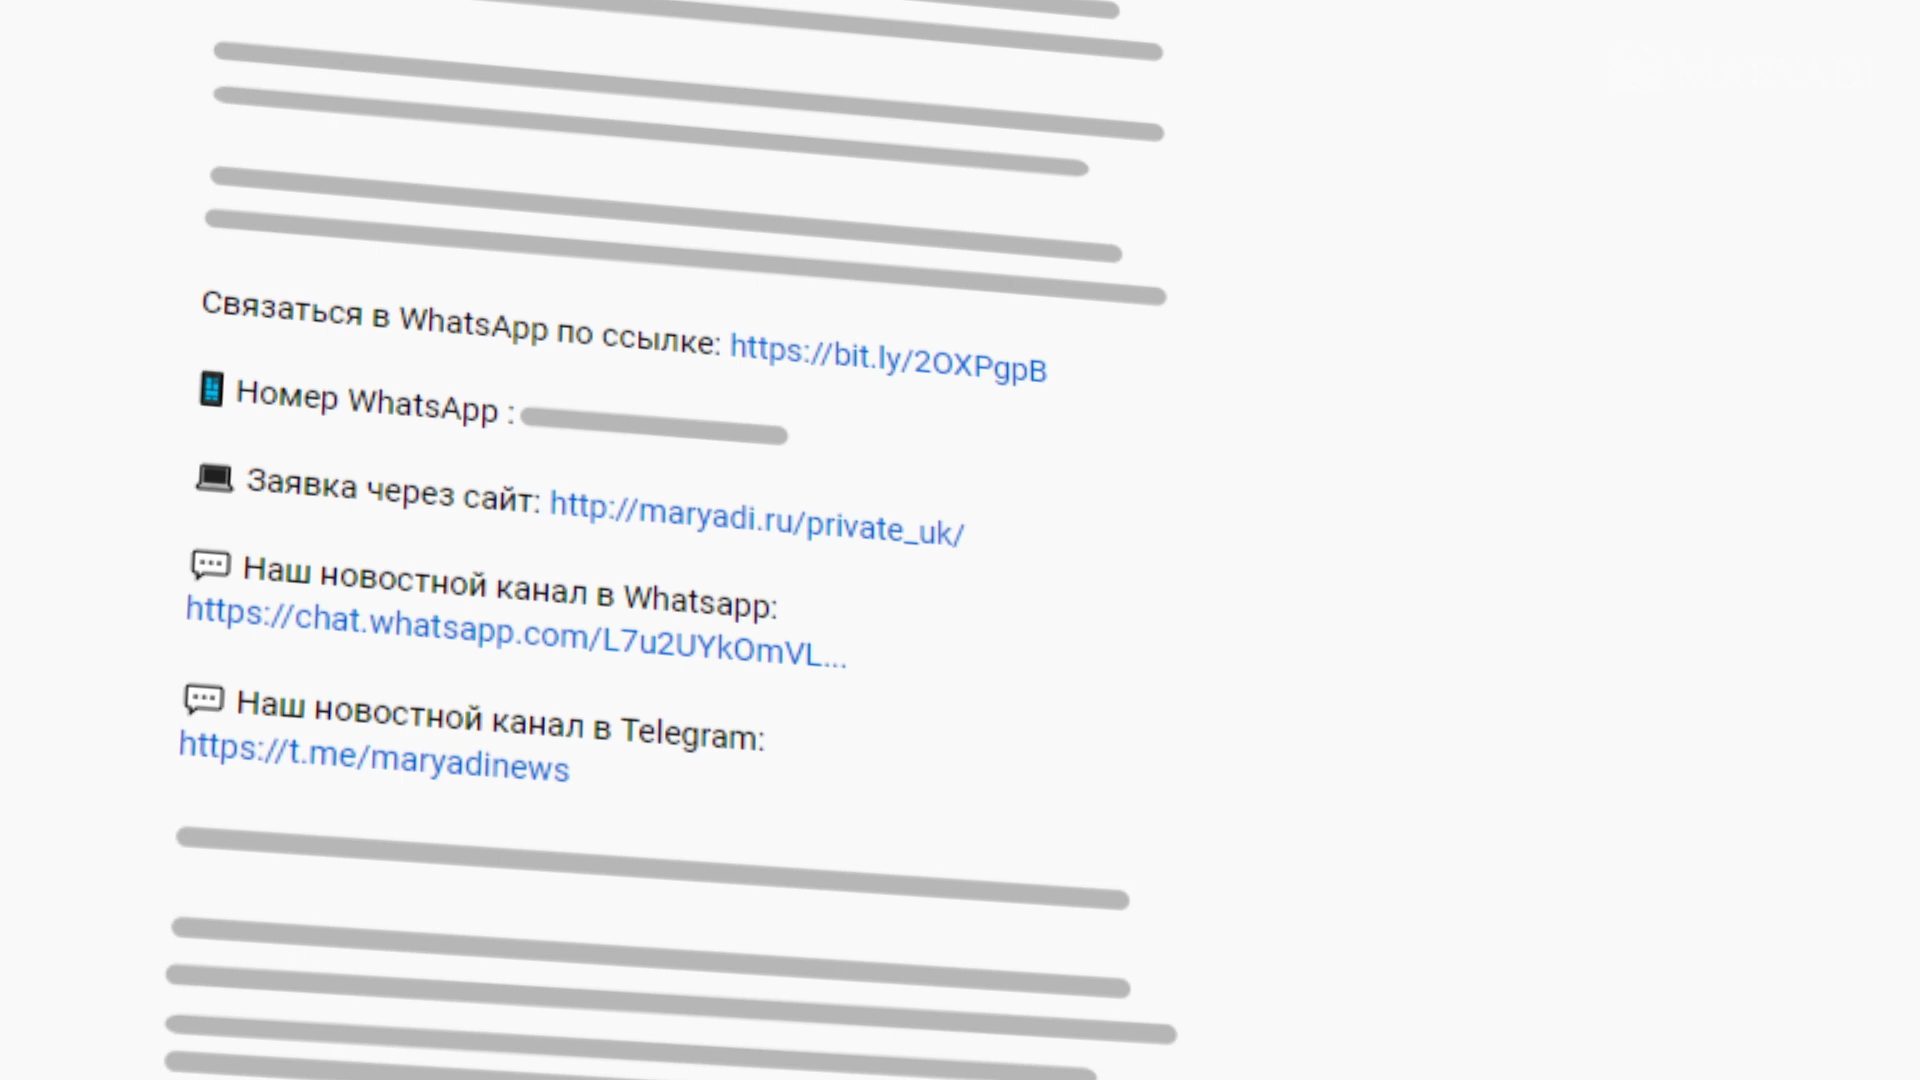 Связаться в WhatsApp по ссылке: https://bit.ly/2OXPgpB
Номер WhatsApp :
Заявка через сайт: http://maryadi.ru/private_uk/
Наш новостной канал в Whatsapp:
https://chat.whatsapp.com/L7u2UYkOmVL...
Наш новостной канал в Telegram:
https://t.me/maryadinews